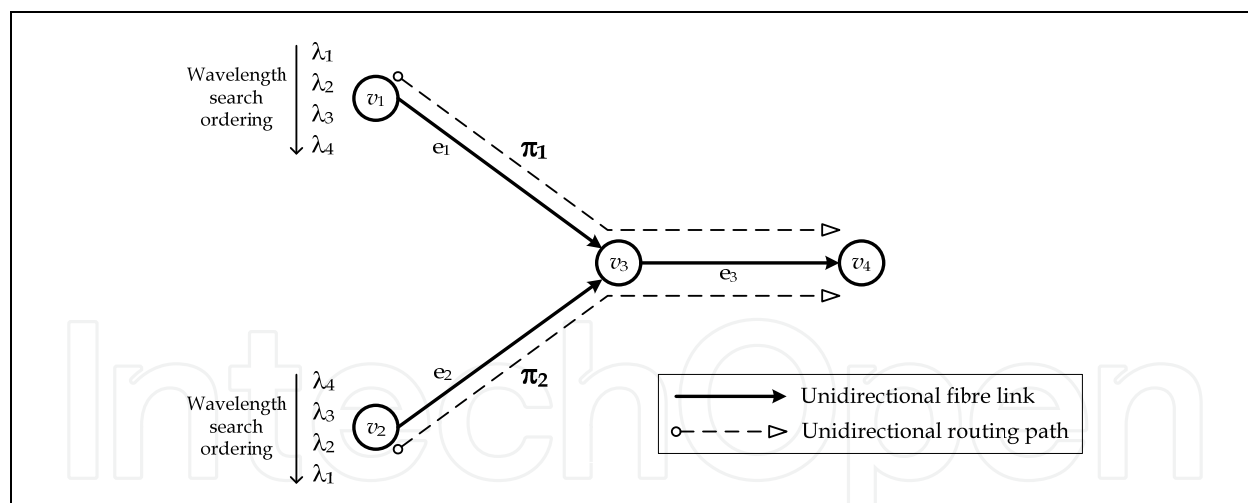 Wavelength
search
ordering
λ1
λ2
λ3
λ4
v1
e1
π1
v3
e3
v4
e2
π2
Wavelength
search
ordering
λ4
λ3
λ2
λ1
v2
Unidirectional fibre link
Unidirectional routing path
IntechOpen